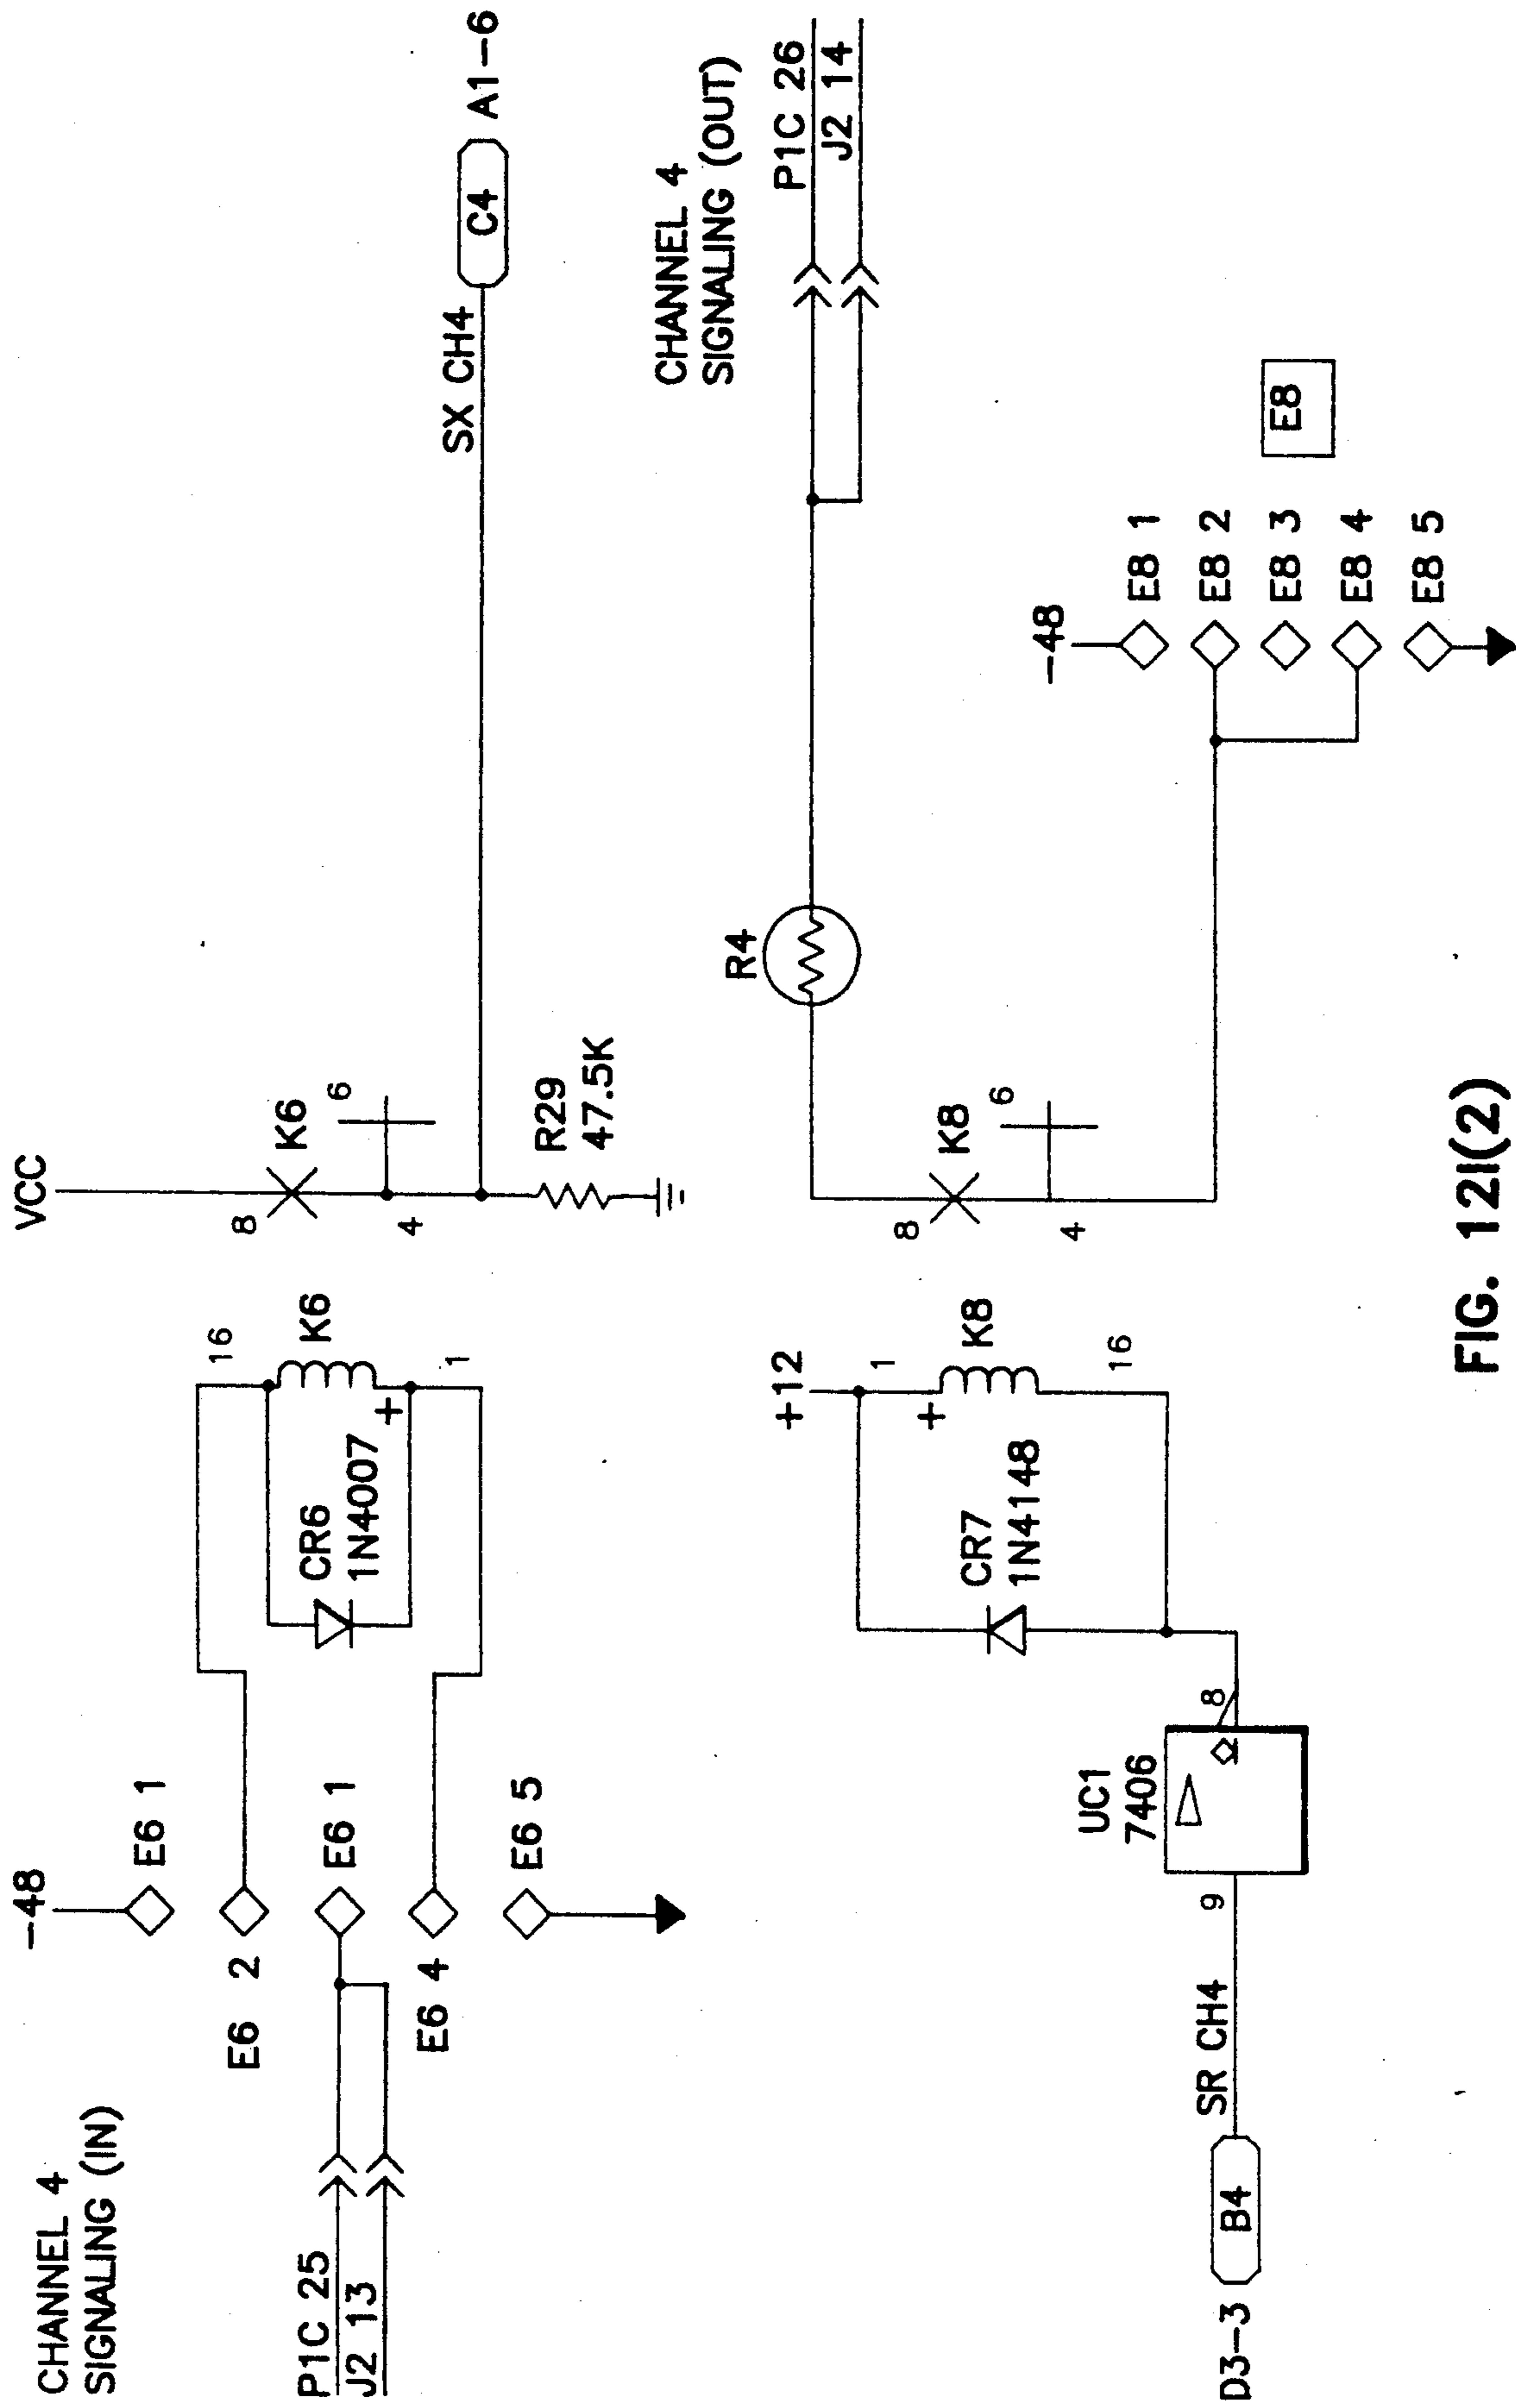 CHANNEL 4
SIGNALING (IN)
-48
E6 1
E6 2
E6 1
E6 4
E6 5
P1C 25
J2 13
16
K6
+
1
CR6
1N4007
VCC
8
K6
6
4
R29
47.5K
SX CH4
C4
A1-6
CHANNEL 4
SIGNALING (OUT)
P1C 26
J2 14
R4
8
K8
6
4
-48
E8 1
E8 2
E8 3
E8 4
E8 5
E8
+12
1
+
K8
16
CR7
1N4148
UC1
7406
8
9
SR CH4
B4
D3-3
FIG. 12I(2)